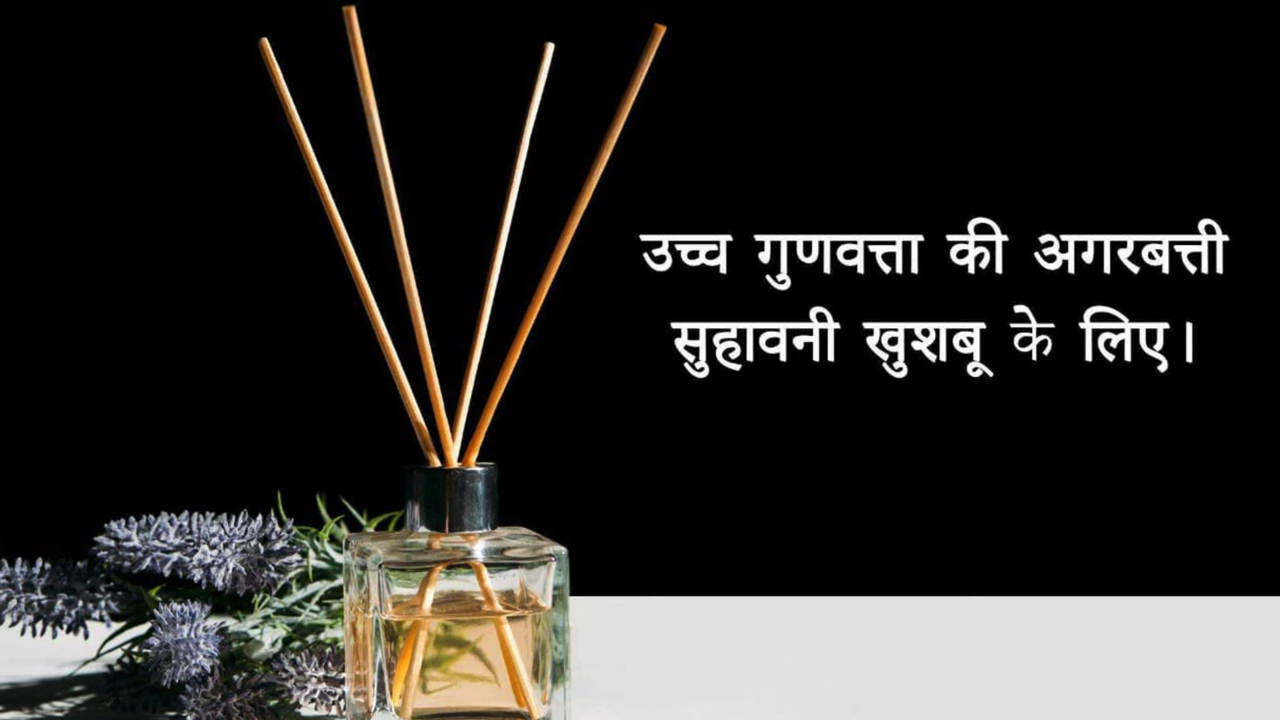 उच्च गुणवत्ता की अगरबत्ती
सुहावनी खुशबू के लिए।